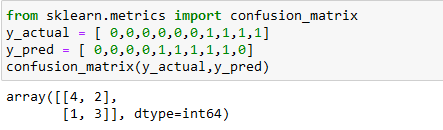 from sklearn.metrics import confusion_matrix
y_actual = [ 0,0,0,0,0,0,1,1,1,1]
y_pred = [ 0,0,0,0,1,1,1,1,1,0]
confusion_matrix(y_actual,y_pred)
array([[4, 2],
[1, 3]], dtype=int64)